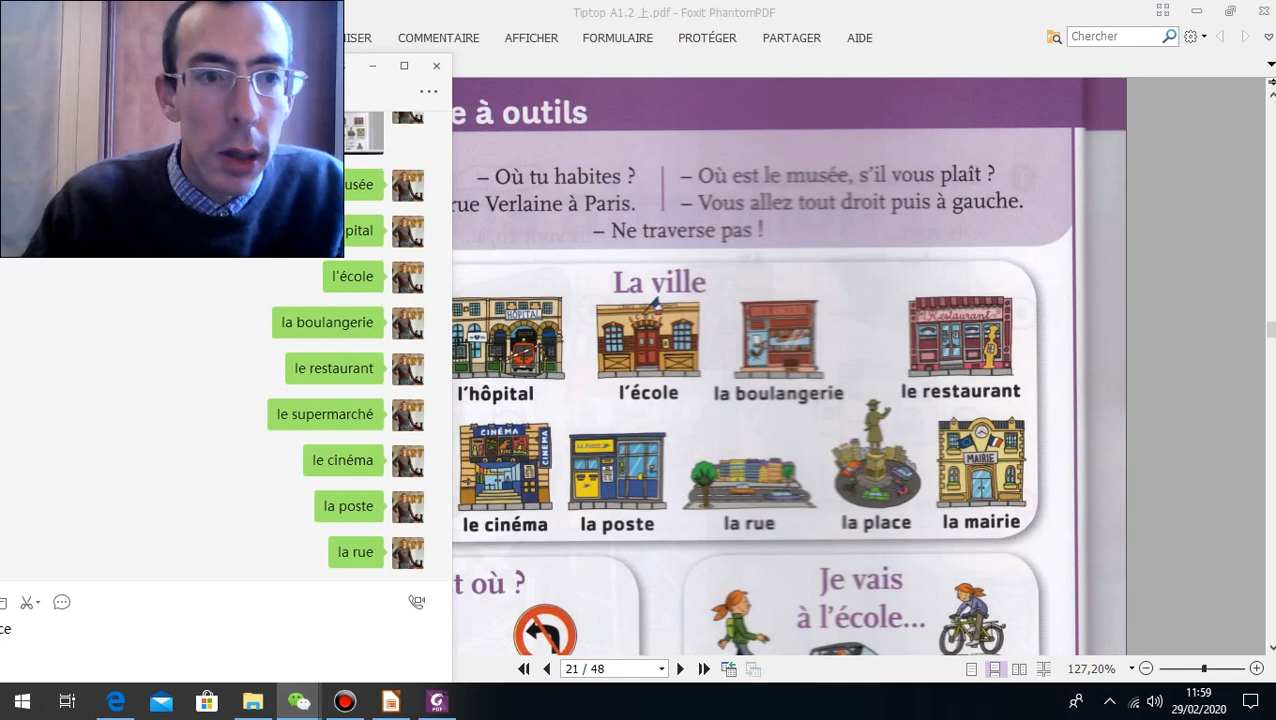 Tiptop A1.2 上.pdf - Foxit PhantomPDF
ISER COMMENTAIRE AFFICHER FORMULAIRE PROTÉGER PARTAGER AIDE
Chercher
usée
pital
l'école
la boulangerie
le restaurant
le supermarché
le cinéma
la poste
la rue
ce
e à outils
– Où tu habites ?
rue Verlaine à Paris.
– Où est le musée, s'il vous plaît ?
– Vous allez tout droit puis à gauche.
– Ne traverse pas !
La ville
HÔPITAL
Restaurant
l'hôpital l'école la boulangerie le restaurant
CINÉMA
CINÉMA
LA POSTE
MAIRIE
le cinéma la poste la rue la place la mairie
t où ?
Je vais
à l'école...
21 / 48
127,20%
11:59
29/02/2020